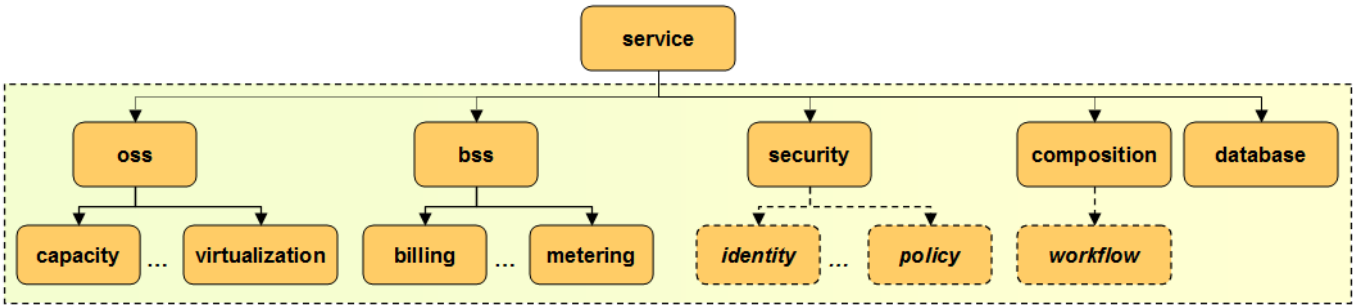 service
oss
bss
security
composition
database
capacity
...
virtualization
billing
...
metering
identity
...
policy
workflow